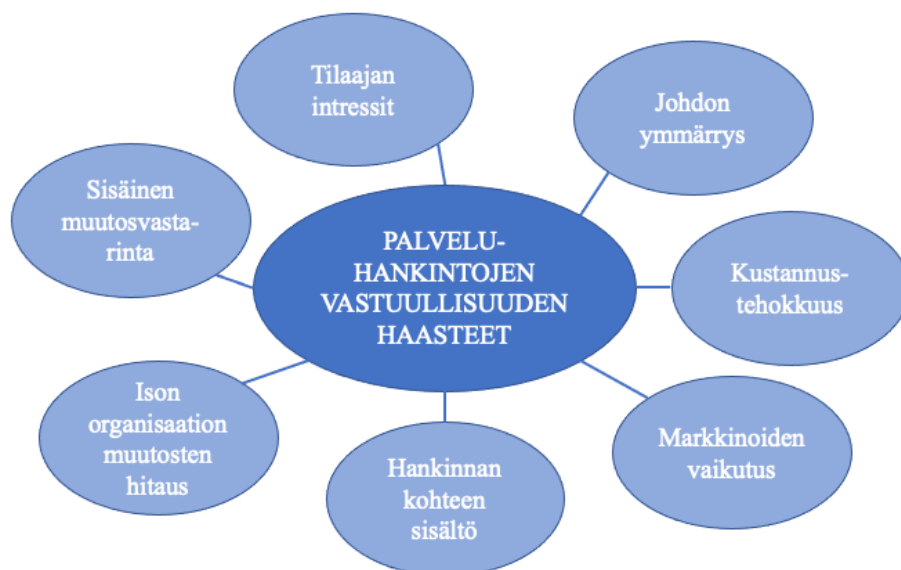 Tilaajan
intressit
Johdon
ymmärrys
Sisäinen
muutosvasta-
rinta
PALVELU-
HANKINTOJEN
VASTUULLISUUDEN
HAASTEET
Kustannus-
tehokkuus
Ison
organisaation
muutosten
hitaus
Hankinnan
kohteen
sisältö
Markkinoiden
vaikutus